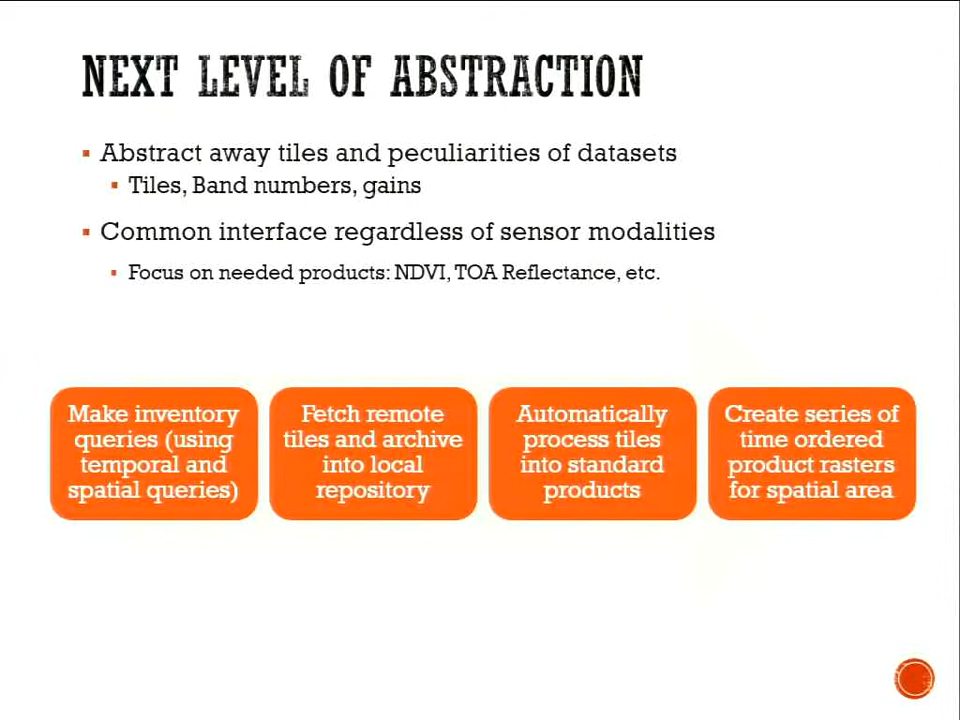 NEXT LEVEL OF ABSTRACTION
Abstract away tiles and peculiarities of datasets
Tiles, Band numbers, gains
Common interface regardless of sensor modalities
Focus on needed products: NDVI, TOA Reflectance, etc.
Make inventory
queries (using
temporal and
spatial queries)
Fetch remote
tiles and archive
into local
repository
Automatically
process tiles
into standard
products
Create series of
time ordered
product rasters
for spatial area